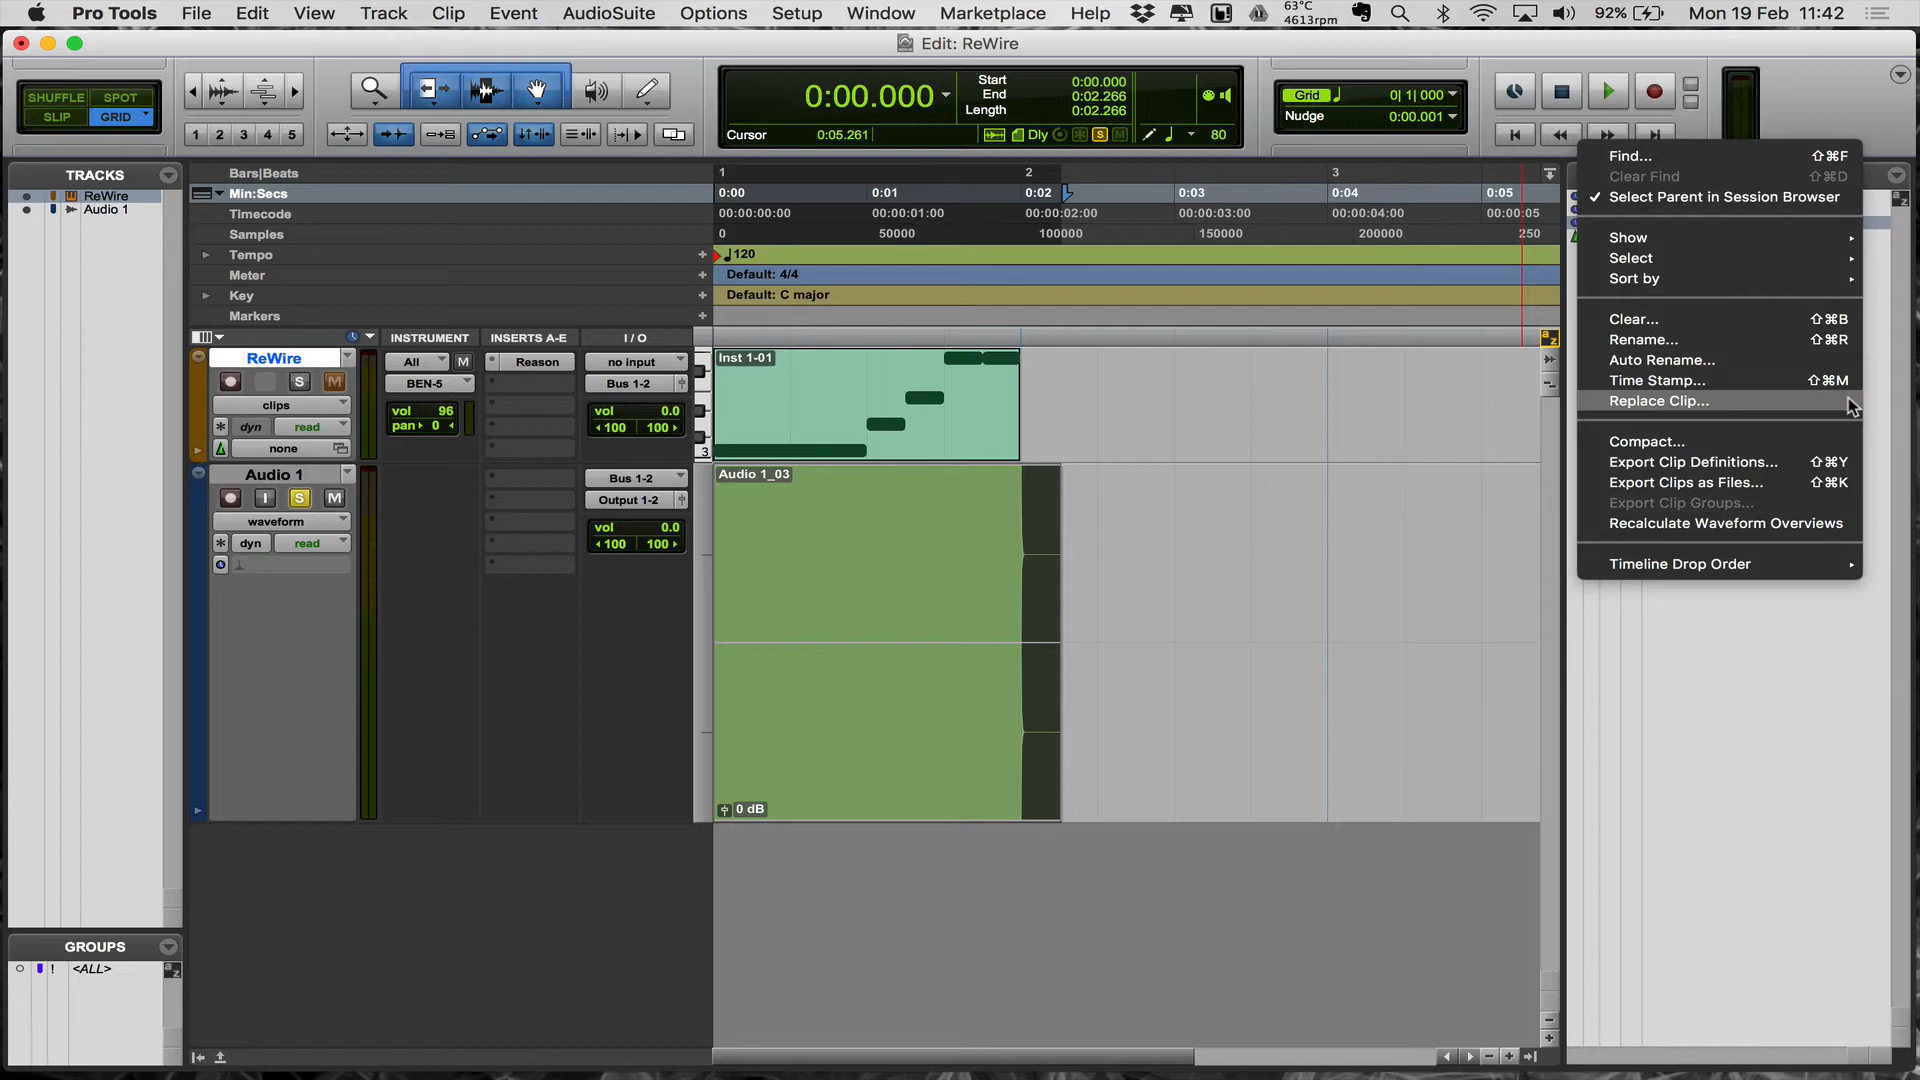 Pro Tools File Edit View Track Clip Event AudioSuite Options Setup Window Marketplace Help 63°C 4613rpm 92% Mon 19 Feb 11:42
Edit: ReWire
SHUFFLE SPOT
SLIP GRID
1 2 3 4 5
0:00.000
Start 0:00.000
End 0:02.266
Length 0:02.266
Cursor 0:05.261
Dly S M 80
Grid 0| 1| 000
Nudge 0:00.001
TRACKS
ReWire
Audio 1
Bars|Beats 1 2 3
Min:Secs 0:00 0:01 0:02 0:03 0:04 0:05
Timecode 00:00:00:00 00:00:01:00 00:00:02:00 00:00:03:00 00:00:04:00 00:00:05
Samples 0 50000 100000 150000 200000 250
Tempo 120
Meter Default: 4/4
Key Default: C major
Markers
INSTRUMENT INSERTS A-E I / O
ReWire
S M
clips
dyn read
none
All M
BEN-5
vol 96
pan 0
Reason
no input
Bus 1-2
vol 0.0
100 100
3
Inst 1-01
Audio 1
I S M
waveform
dyn read
Bus 1-2
Output 1-2
vol 0.0
100 100
Audio 1_03
0 dB
Find... ⇧⌘F
Clear Find ⇧⌘D
✓ Select Parent in Session Browser
Show
Select
Sort by
Clear... ⇧⌘B
Rename... ⇧⌘R
Auto Rename...
Time Stamp... ⇧⌘M
Replace Clip...
Compact...
Export Clip Definitions... ⇧⌘Y
Export Clips as Files... ⇧⌘K
Export Clip Groups...
Recalculate Waveform Overviews
Timeline Drop Order
GROUPS
! <ALL>
a z